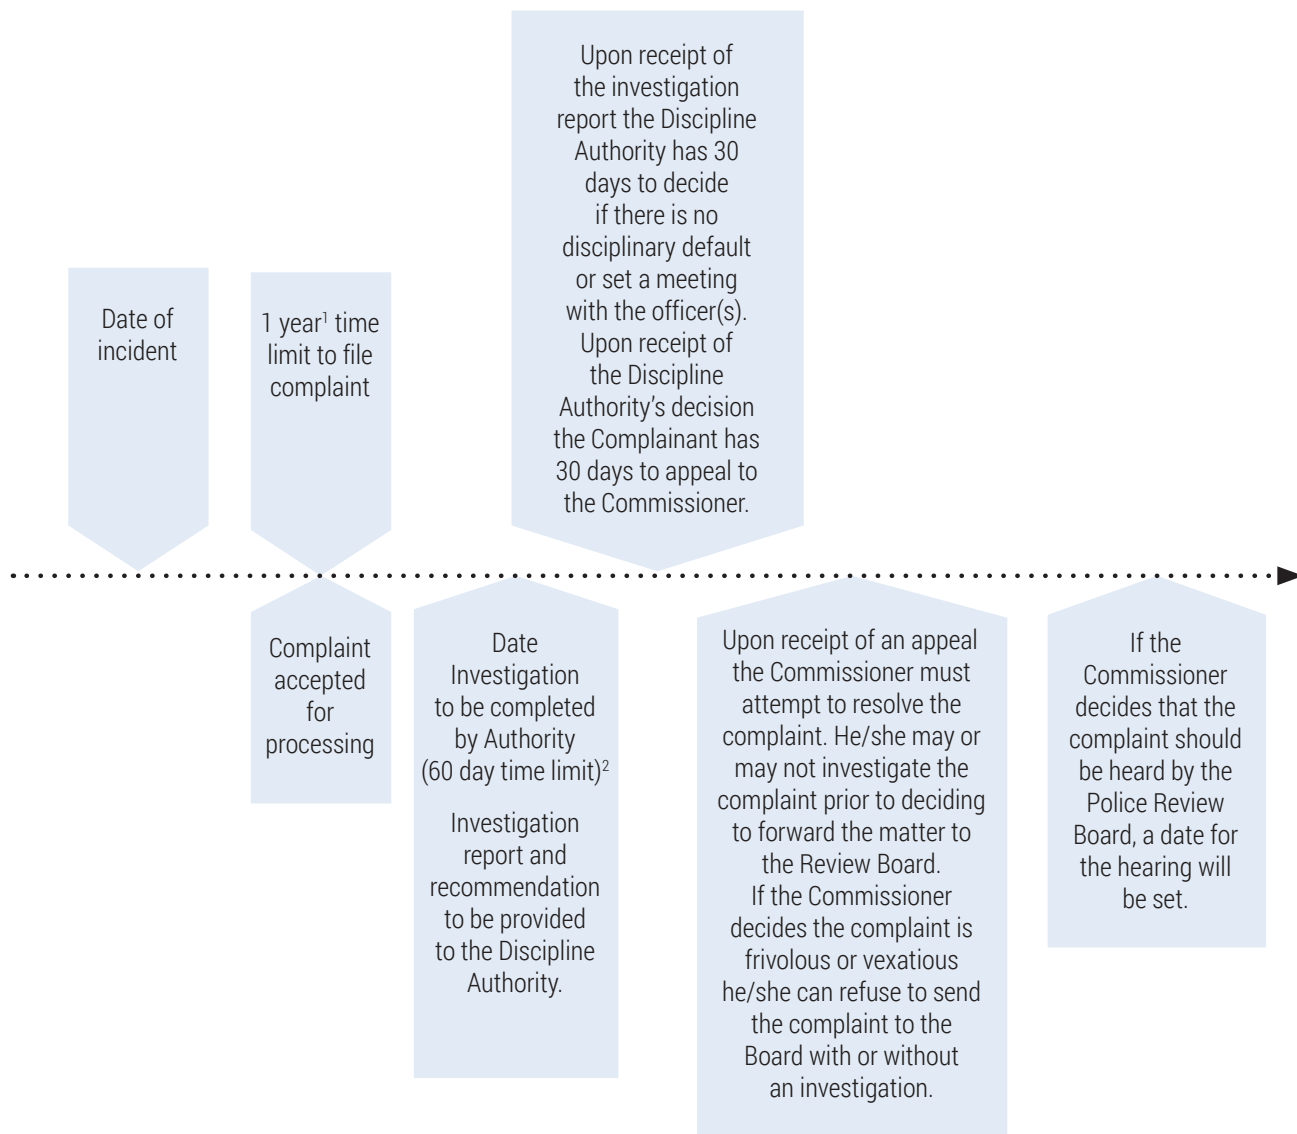 Date of
incident
1 year¹ time
limit to file
complaint
Complaint
accepted
for
processing
Date
Investigation
to be completed
by Authority
(60 day time limit)²
Investigation
report and
recommendation
to be provided
to the Discipline
Authority.
Upon receipt of
the investigation
report the Discipline
Authority has 30
days to decide
if there is no
disciplinary default
or set a meeting
with the officer(s).
Upon receipt of
the Discipline
Authority’s decision
the Complainant has
30 days to appeal to
the Commissioner.
Upon receipt of an appeal
the Commissioner must
attempt to resolve the
complaint. He/she may or
may not investigate the
complaint prior to deciding
to forward the matter to
the Review Board.
If the Commissioner
decides the complaint is
frivolous or vexatious
he/she can refuse to send
the complaint to the
Board with or without
an investigation.
If the
Commissioner
decides that the
complaint should
be heard by the
Police Review
Board, a date for
the hearing will
be set.